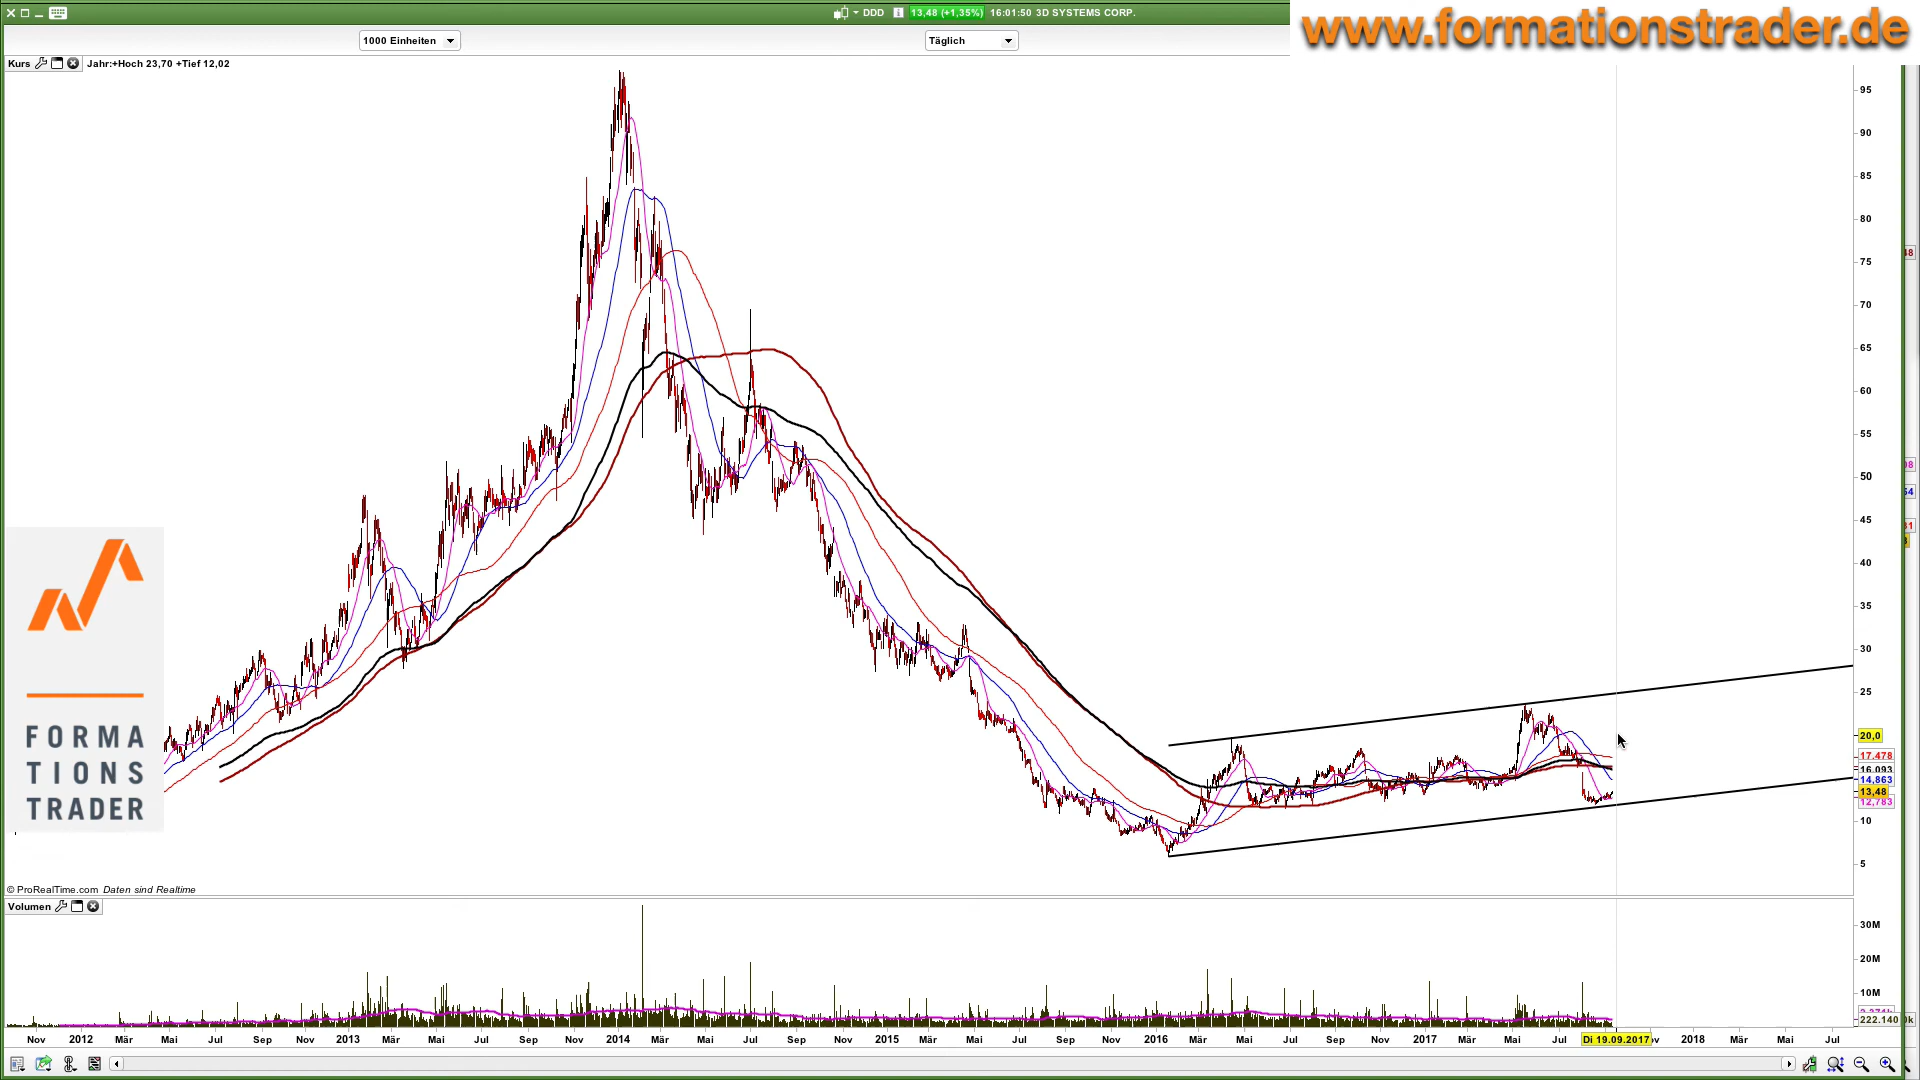 DDD 13,48 (+1,35%) 16:01:50 3D SYSTEMS CORP.
www.formationstrader.de
1000 Einheiten
Täglich
Kurs
Jahr:+Hoch 23,70 +Tief 12,02
95
90
85
80
75
70
65
60
55
50
45
40
35
30
25
20,0
17,478
16,093
14,863
13,48
12,783
10
5
FORMA
TIONS
TRADER
© ProRealTime.com Daten sind Realtime
Volumen
30M
20M
10M
222.140
Nov 2012 Mär Mai Jul Sep Nov 2013 Mär Mai Jul Sep Nov 2014 Mär Mai Jul Sep Nov 2015 Mär Mai Jul Sep Nov 2016 Mär Mai Jul Sep Nov 2017 Mär Mai Jul Di 19.09.2017 2018 Mär Mai Jul